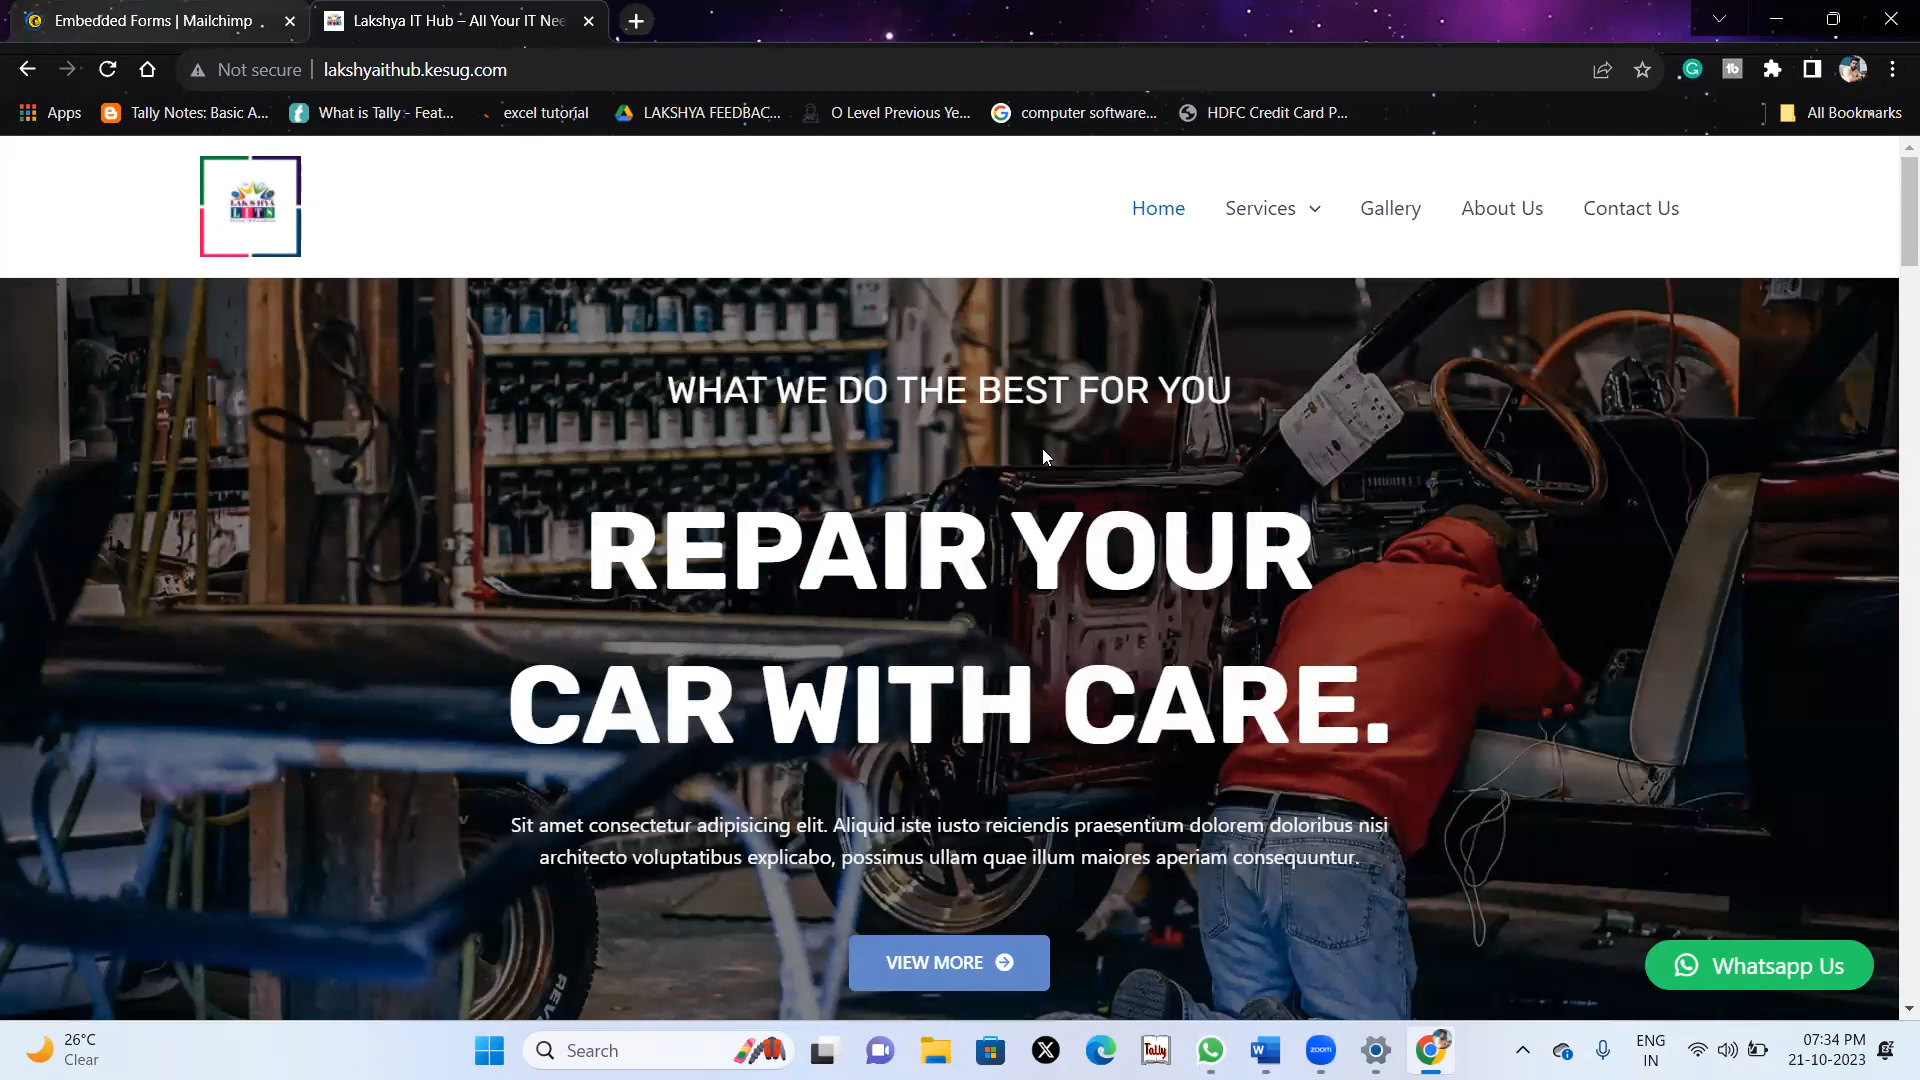 Embedded Forms | Mailchimp
Lakshya IT Hub – All Your IT Nee
Not secure
lakshyaithub.kesug.com
Apps
Tally Notes: Basic A...
What is Tally - Feat...
excel tutorial
LAKSHYA FEEDBAC...
O Level Previous Ye...
computer software...
HDFC Credit Card P...
All Bookmarks
LAKSHYA
LITS
Home
Services
Gallery
About Us
Contact Us
WHAT WE DO THE BEST FOR YOU
REPAIR YOUR
CAR WITH CARE.
Sit amet consectetur adipisicing elit. Aliquid iste iusto reiciendis praesentium dolorem doloribus nisi
architecto voluptatibus explicabo, possimus ullam quae illum maiores aperiam consequuntur.
VIEW MORE
Whatsapp Us
26°C
Clear
Search
Tally
W
zoom
ENG
IN
07:34 PM
21-10-2023